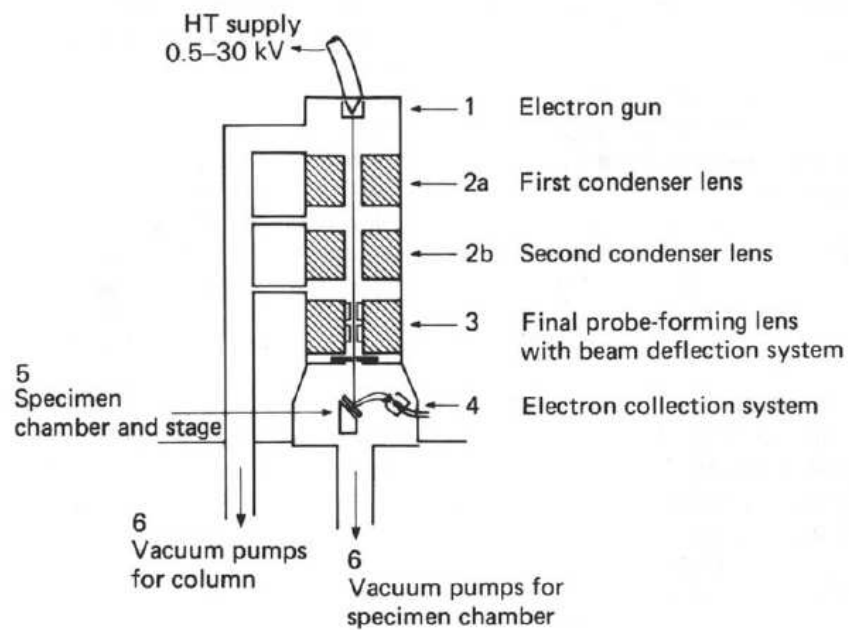 HT supply
0.5–30 kV
1 Electron gun
2a First condenser lens
2b Second condenser lens
3 Final probe-forming lens
with beam deflection system
5
Specimen
chamber and stage
4 Electron collection system
6
Vacuum pumps
for column
6
Vacuum pumps for
specimen chamber